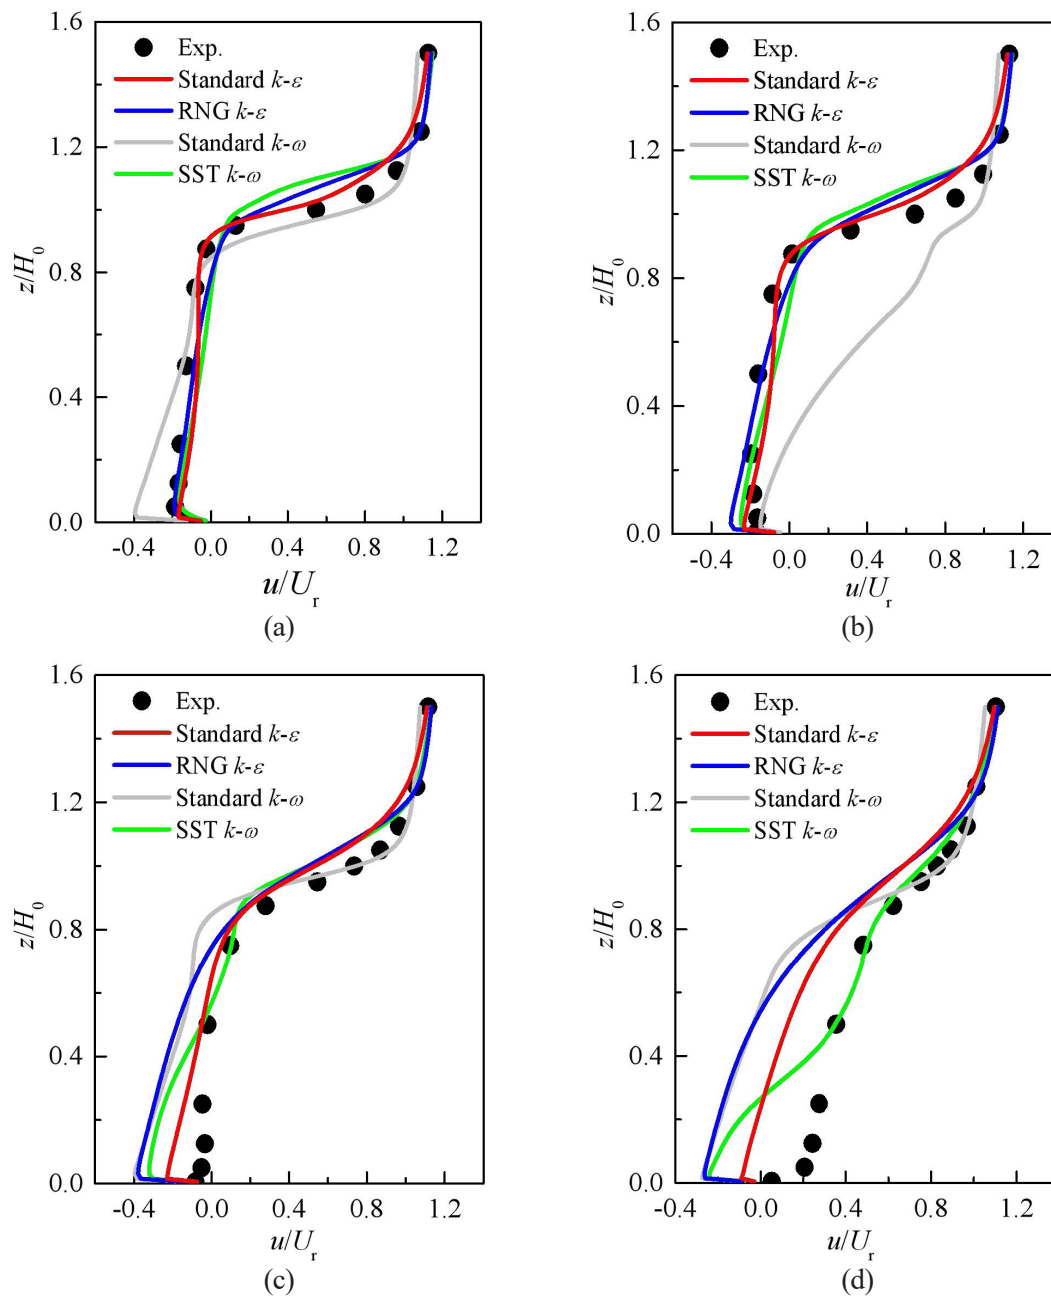 1.6
1.2
0.8
0.4
0.0
z/H₀
Exp.
Standard k-ε
RNG k-ε
Standard k-ω
SST k-ω
-0.4 0.0 0.4 0.8 1.2
u/Uᵣ
(a)
1.6
1.2
0.8
0.4
0.0
z/H₀
Exp.
Standard k-ε
RNG k-ε
Standard k-ω
SST k-ω
-0.4 0.0 0.4 0.8 1.2
u/Uᵣ
(b)
1.6
1.2
0.8
0.4
0.0
z/H₀
Exp.
Standard k-ε
RNG k-ε
Standard k-ω
SST k-ω
-0.4 0.0 0.4 0.8 1.2
u/Uᵣ
(c)
1.6
1.2
0.8
0.4
0.0
z/H₀
Exp.
Standard k-ε
RNG k-ε
Standard k-ω
SST k-ω
-0.4 0.0 0.4 0.8 1.2
u/Uᵣ
(d)